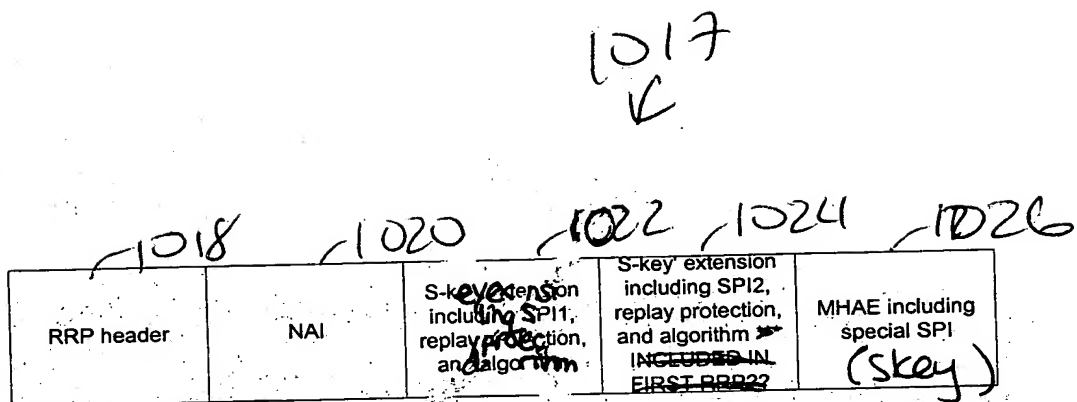 1017
1018
1020
1022
1024
1026
RRP header
NAI
S-key extension
including SPI1,
replay protection,
and algorithm
S-key' extension
including SPI2,
replay protection,
and algorithm
INCLUDED IN
FIRST RRP??
MHAE including
special SPI
(skey)